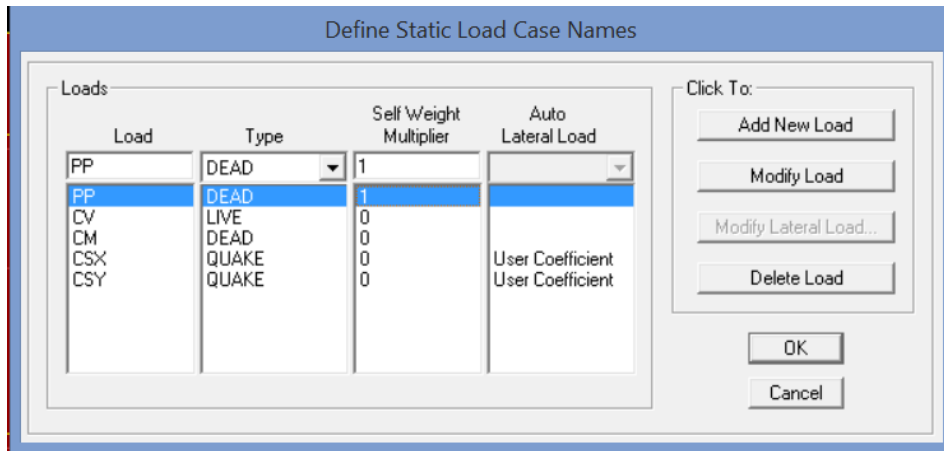 Define Static Load Case Names
Loads
Click To:
Load Type Self Weight Multiplier Auto Lateral Load
PP DEAD 1
PP DEAD 1
CV LIVE 0
CM DEAD 0
CSX QUAKE 0 User Coefficient
CSY QUAKE 0 User Coefficient
Add New Load
Modify Load
Modify Lateral Load...
Delete Load
OK
Cancel